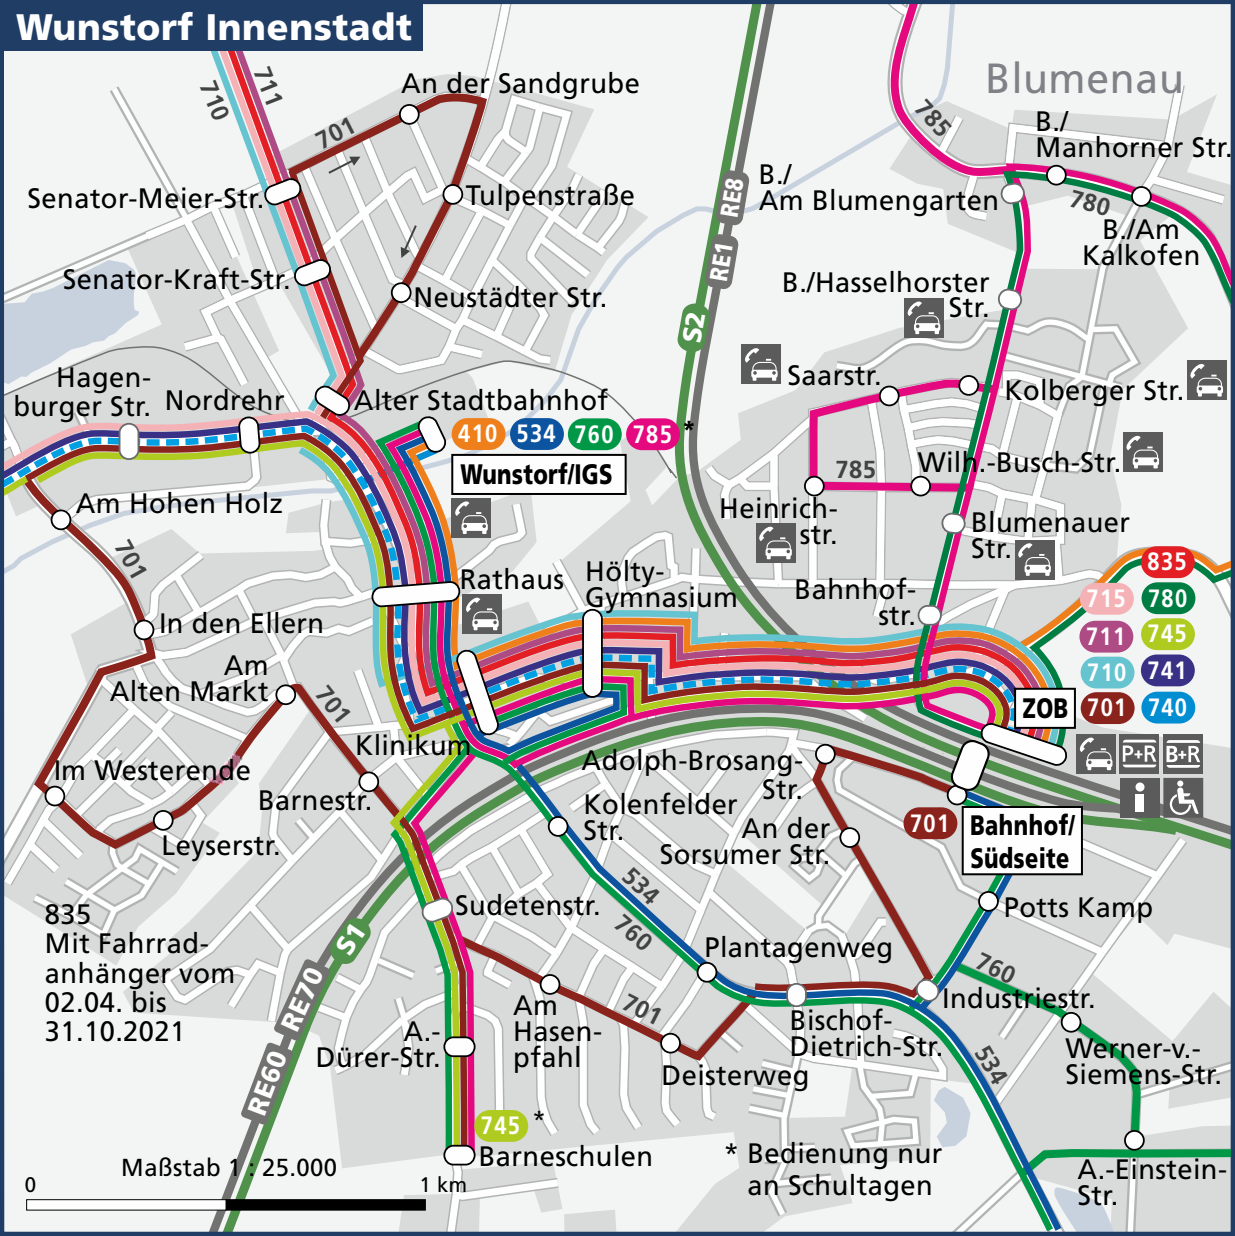 Wunstorf Innenstadt
710
711
701
An der Sandgrube
Senator-Meier-Str.
Tulpenstraße
Senator-Kraft-Str.
Neustädter Str.
Hagen-
burger Str.
Nordrehr
Alter Stadtbahnhof
410
534
760
785
*
Wunstorf/IGS
Am Hohen Holz
701
In den Ellern
Am
Alten Markt
701
Rathaus
Hölty-
Gymnasium
Klinikum
Im Westerende
Barnestr.
Leyserstr.
S2
RE1
RE8
Blumenau
785
B./
Manhorner Str.
B./
Am Blumengarten
780
B./Am
Kalkofen
B./Hasselhorster
Str.
Saarstr.
Kolberger Str.
785
Wilh.-Busch-Str.
Heinrich-
str.
Blumenauer
Str.
Bahnhof-
str.
835
715
780
711
745
710
741
701
740
ZOB
P+R
B+R
i
Adolph-Brosang-
Str.
Kolenfelder
Str.
An der
Sorsumer Str.
701
Bahnhof/
Südseite
534
760
Sudetenstr.
Potts Kamp
Plantagenweg
760
Industriestr.
Am
Hasen-
pfahl
701
Bischof-
Dietrich-Str.
Deisterweg
534
Werner-v.-
Siemens-Str.
A.-
Dürer-Str.
745
*
Barneschulen
A.-Einstein-
Str.
S1
RE60
RE70
835
Mit Fahrrad-
anhänger vom
02.04. bis
31.10.2021
* Bedienung nur
an Schultagen
Maßstab 1 : 25.000
0
1 km